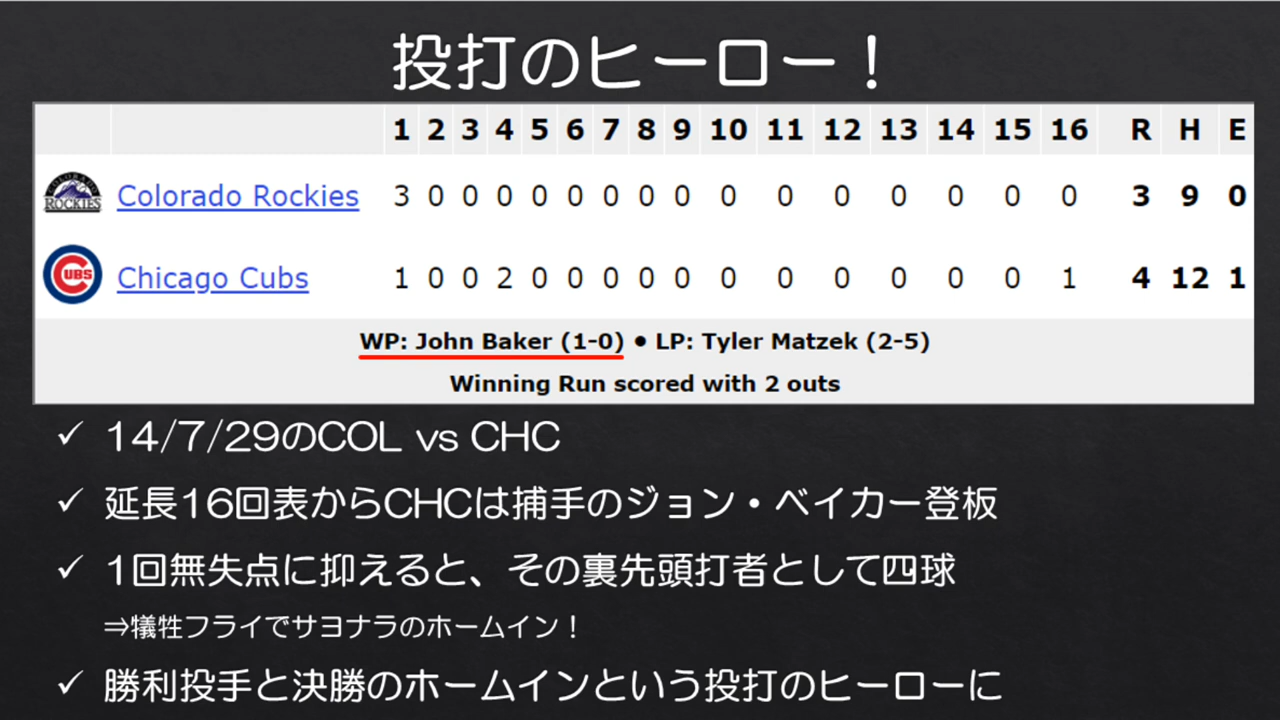 投打のヒーロー！
1 2 3 4 5 6 7 8 9 10 11 12 13 14 15 16 R H E
COLORADO ROCKIES Colorado Rockies 3 0 0 0 0 0 0 0 0 0 0 0 0 0 0 0 3 9 0
CUBS Chicago Cubs 1 0 0 2 0 0 0 0 0 0 0 0 0 0 0 1 4 12 1
WP: John Baker (1-0) • LP: Tyler Matzek (2-5)
Winning Run scored with 2 outs
✓ 14/7/29のCOL vs CHC
✓ 延長16回表からCHCは捕手のジョン・ベイカー登板
✓ 1回無失点に抑えると、その裏先頭打者として四球
⇒犠牲フライでサヨナラのホームイン！
✓ 勝利投手と決勝のホームインという投打のヒーローに